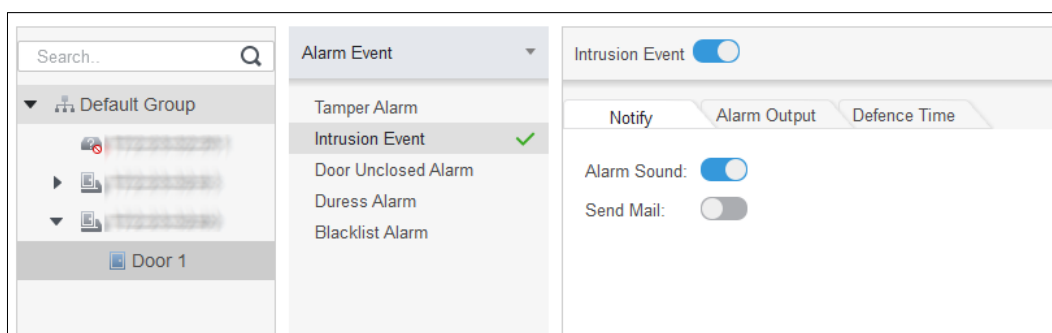 Search..
Default Group
Door 1
Alarm Event
Tamper Alarm
Intrusion Event
Door Unclosed Alarm
Duress Alarm
Blacklist Alarm
Intrusion Event
Notify
Alarm Output
Defence Time
Alarm Sound:
Send Mail: